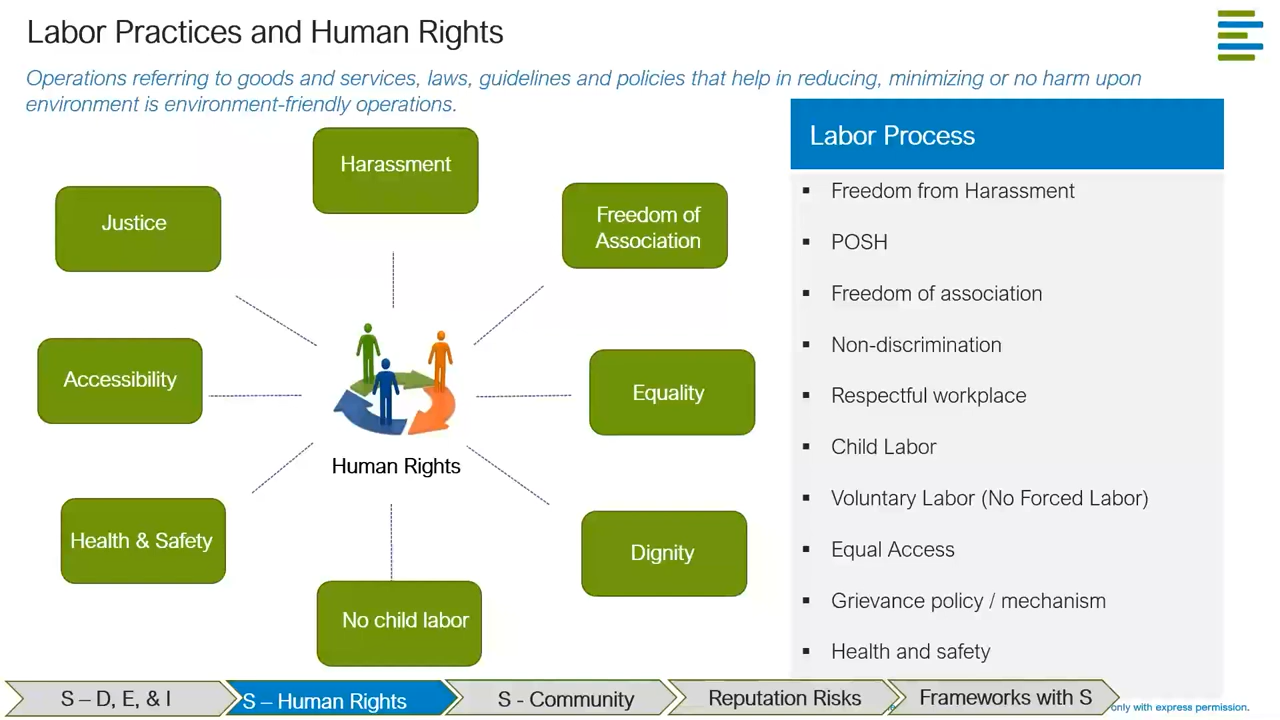 Labor Practices and Human Rights
Operations referring to goods and services, laws, guidelines and policies that help in reducing, minimizing or no harm upon
environment is environment-friendly operations.
Harassment
Justice
Freedom of
Association
Accessibility
Equality
Human Rights
Health & Safety
Dignity
No child labor
Labor Process
▪ Freedom from Harassment
▪ POSH
▪ Freedom of association
▪ Non-discrimination
▪ Respectful workplace
▪ Child Labor
▪ Voluntary Labor (No Forced Labor)
▪ Equal Access
▪ Grievance policy / mechanism
▪ Health and safety
S – D, E, & I
S – Human Rights
S - Community
Reputation Risks
Frameworks with S
only with express permission.